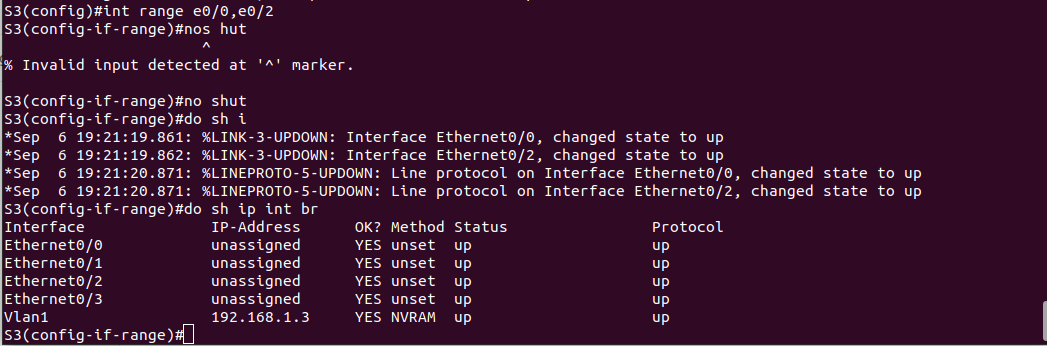 S3(config)#int range e0/0,e0/2
S3(config-if-range)#nos hut
^
% Invalid input detected at '^' marker.
S3(config-if-range)#no shut
S3(config-if-range)#do sh i
*Sep  6 19:21:19.861: %LINK-3-UPDOWN: Interface Ethernet0/0, changed state to up
*Sep  6 19:21:19.862: %LINK-3-UPDOWN: Interface Ethernet0/2, changed state to up
*Sep  6 19:21:20.871: %LINEPROTO-5-UPDOWN: Line protocol on Interface Ethernet0/0, changed state to up
*Sep  6 19:21:20.871: %LINEPROTO-5-UPDOWN: Line protocol on Interface Ethernet0/2, changed state to up
S3(config-if-range)#do sh ip int br
Interface              IP-Address      OK? Method Status                Protocol
Ethernet0/0            unassigned      YES unset  up                    up
Ethernet0/1            unassigned      YES unset  up                    up
Ethernet0/2            unassigned      YES unset  up                    up
Ethernet0/3            unassigned      YES unset  up                    up
Vlan1                  192.168.1.3     YES NVRAM  up                    up
S3(config-if-range)#